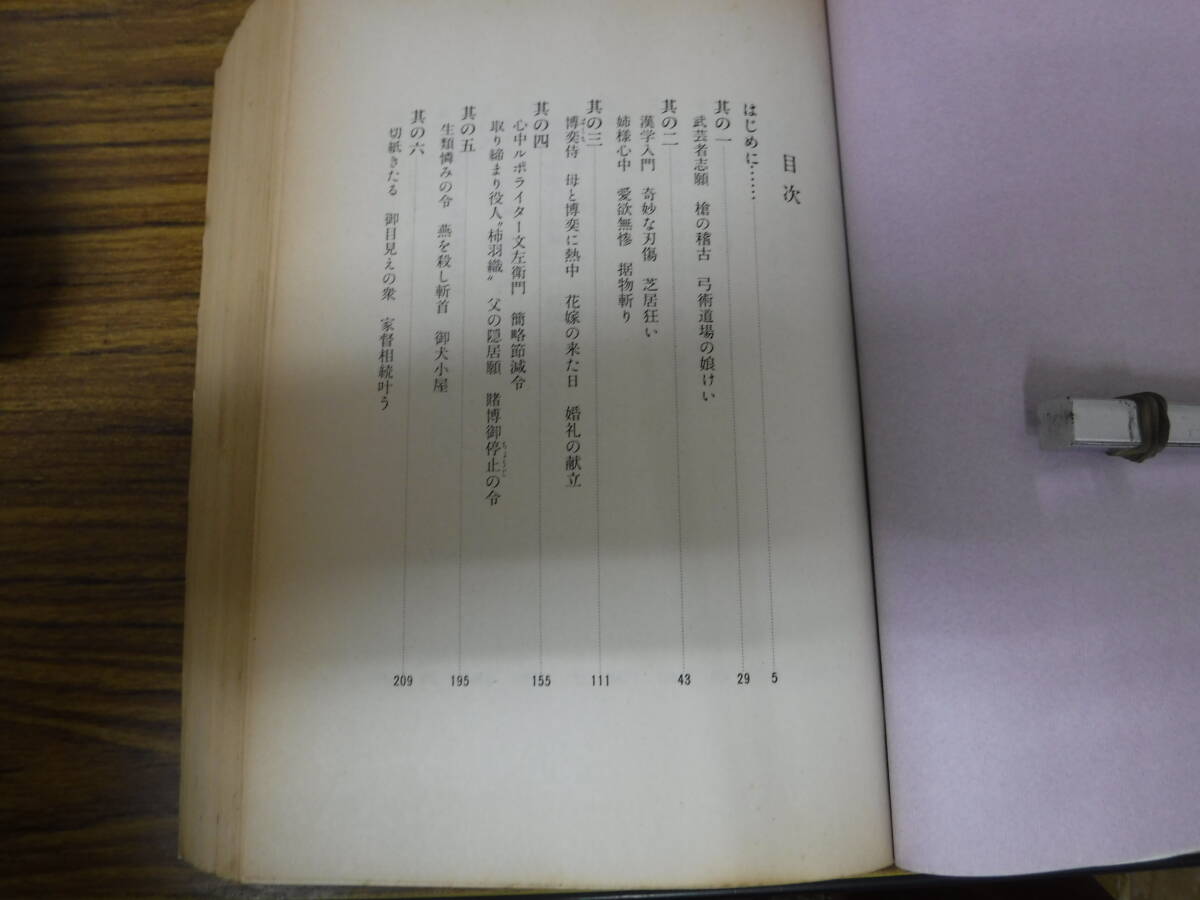 目次
はじめに……5
其の一……29
武芸者志願 槍の稽古 弓術道場の娘けい
其の二……43
漢学入門 奇妙な刃傷 芝居狂い
姉様心中 愛欲無惨 据物斬り
其の三……111
博奕侍 母と博奕に熱中 花嫁の来た日 婚礼の献立
其の四……155
心中ルポライター文左衛門 簡略節減令
取り締まり役人〝柿羽織〟 父の隠居願 賭博御停止の令
其の五……195
生類憐みの令 燕を殺し斬首 御犬小屋
其の六……209
切紙きたる 御目見えの衆 家督相続叶う